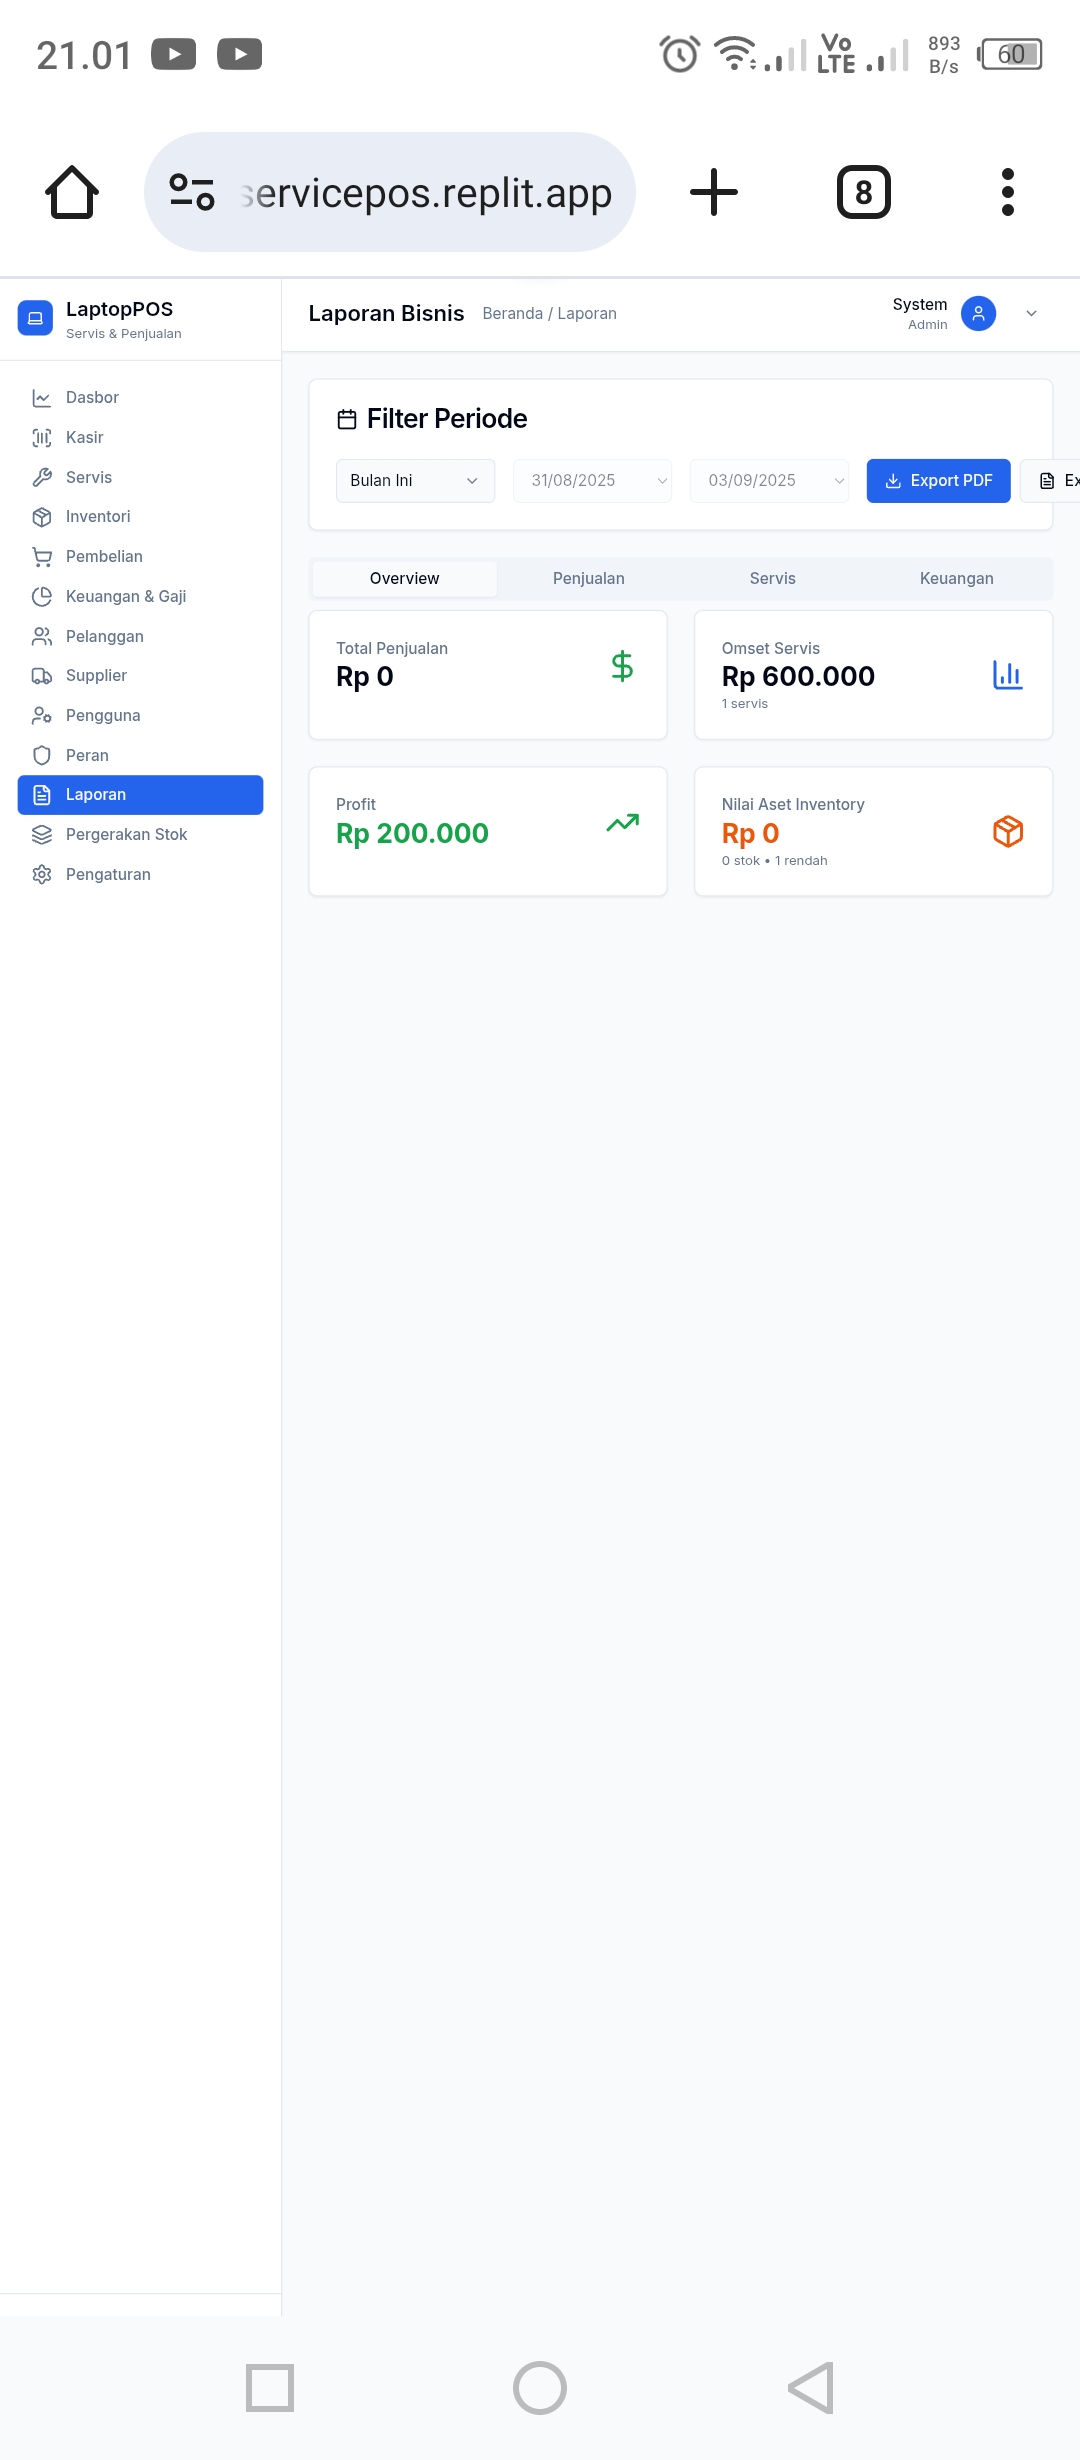 21.01
Vo LTE
893 B/s
60
servicepos.replit.app
8
LaptopPOS
Servis & Penjualan
Laporan Bisnis
Beranda / Laporan
System
Admin
Dasbor
Kasir
Servis
Inventori
Pembelian
Keuangan & Gaji
Pelanggan
Supplier
Pengguna
Peran
Laporan
Pergerakan Stok
Pengaturan
Filter Periode
Bulan Ini
31/08/2025
03/09/2025
Export PDF
Ex
Overview
Penjualan
Servis
Keuangan
Total Penjualan
Rp 0
Omset Servis
Rp 600.000
1 servis
Profit
Rp 200.000
Nilai Aset Inventory
Rp 0
0 stok • 1 rendah